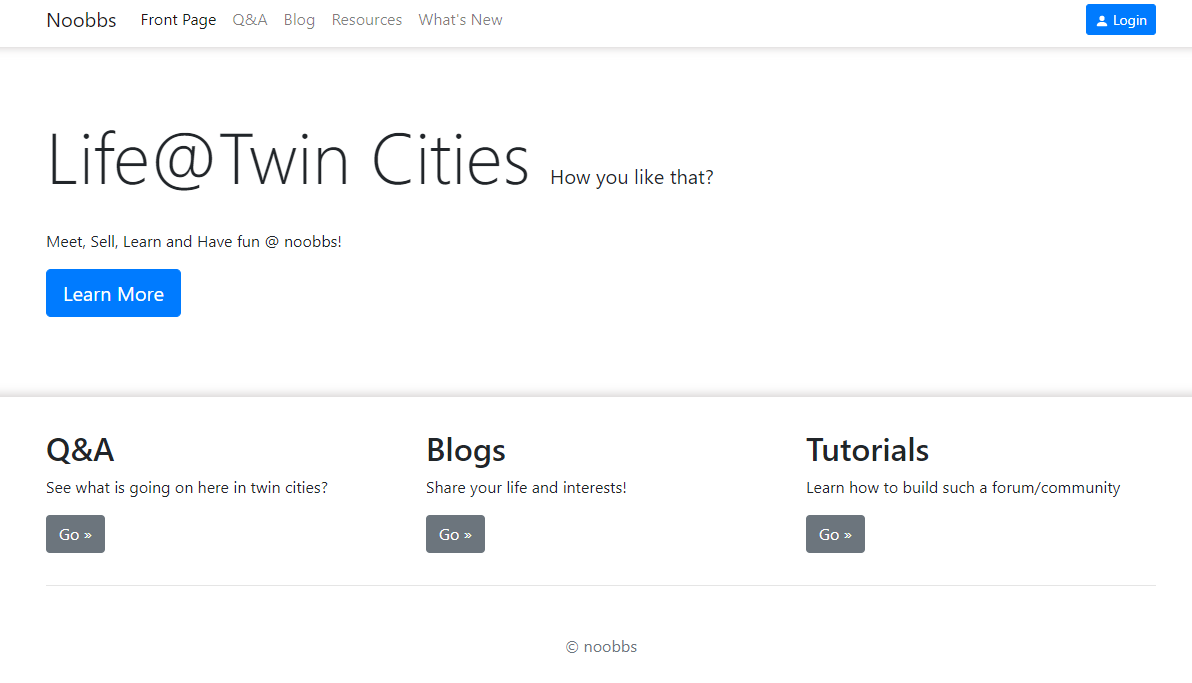 Noobbs Front Page Q&A Blog Resources What's New Login
Life@Twin Cities How you like that?
Meet, Sell, Learn and Have fun @ noobbs!
Learn More
Q&A Blogs Tutorials
See what is going on here in twin cities? Share your life and interests! Learn how to build such a forum/community
Go » Go » Go »
© noobbs